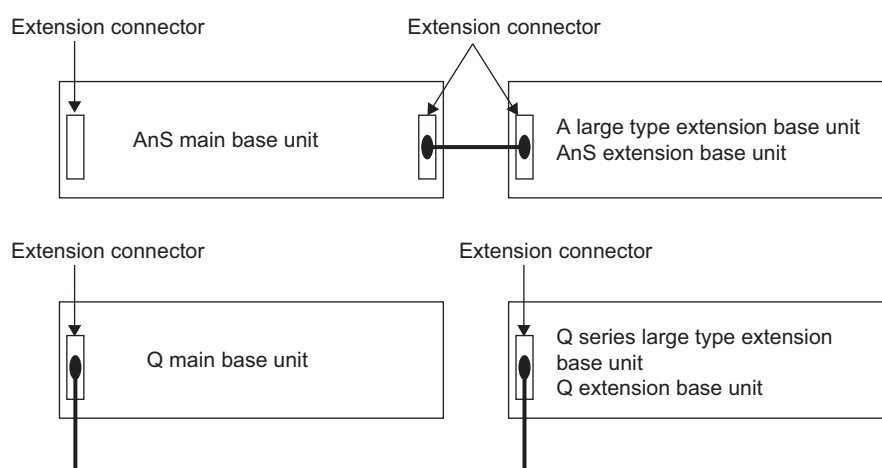 Extension connector
Extension connector
AnS main base unit
A large type extension base unit
AnS extension base unit
Extension connector
Extension connector
Q main base unit
Q series large type extension
base unit
Q extension base unit